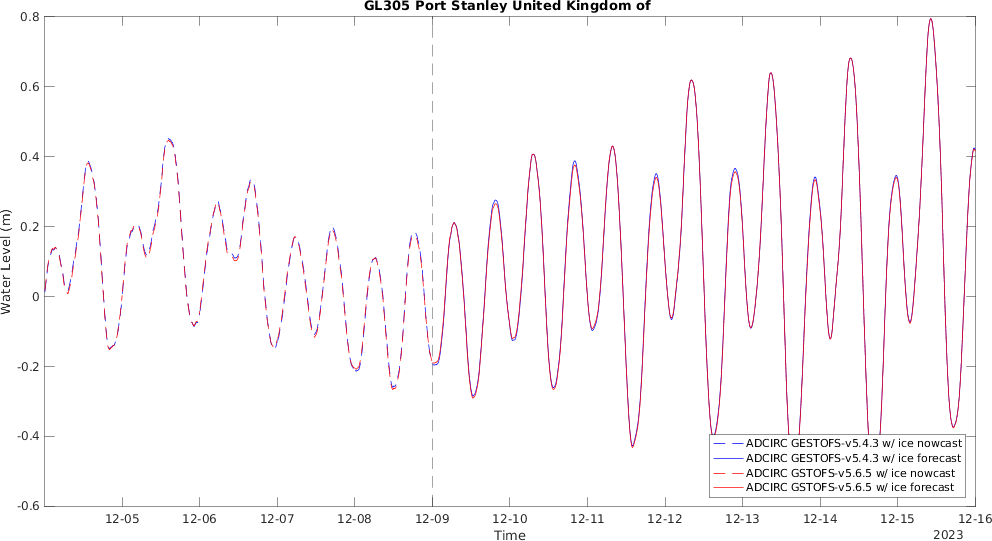 GL305 Port Stanley United Kingdom of
Water Level (m)
0.8
0.6
0.4
0.2
0
-0.2
-0.4
-0.6
ADCIRC GESTOFS-v5.4.3 w/ ice nowcast
ADCIRC GESTOFS-v5.4.3 w/ ice forecast
ADCIRC GSTOFS-v5.6.5 w/ ice nowcast
ADCIRC GSTOFS-v5.6.5 w/ ice forecast
12-05 12-06 12-07 12-08 12-09 12-10 12-11 12-12 12-13 12-14 12-15 12-16
Time
2023